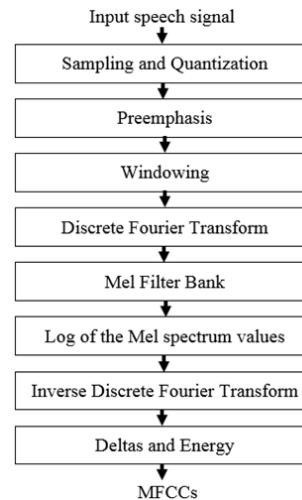 Input speech signal
Sampling and Quantization
Preemphasis
Windowing
Discrete Fourier Transform
Mel Filter Bank
Log of the Mel spectrum values
Inverse Discrete Fourier Transform
Deltas and Energy
MFCCs